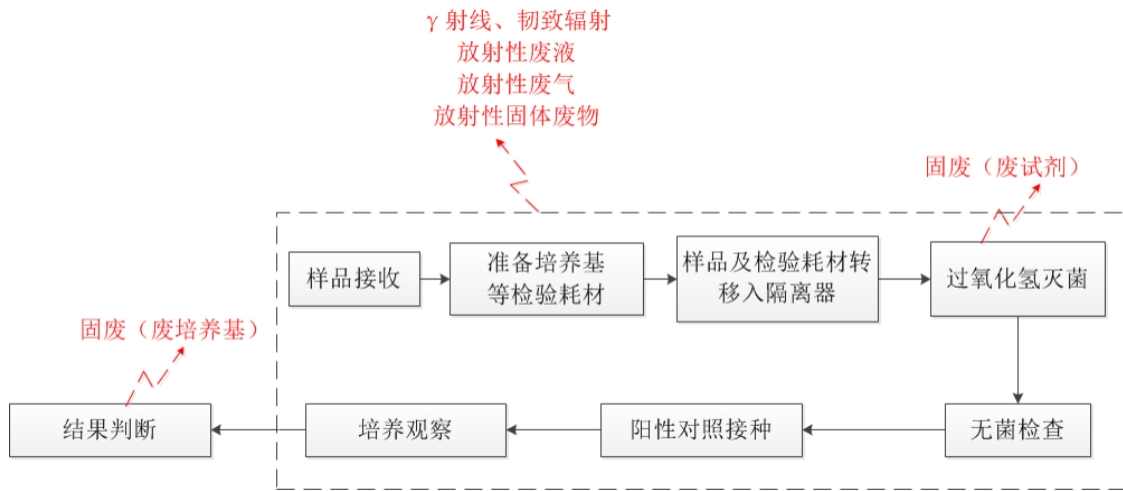 γ射线、韧致辐射
放射性废液
放射性废气
放射性固体废物
固废（废试剂）
样品接收
准备培养基
等检验耗材
样品及检验耗材转
移入隔离器
过氧化氢灭菌
固废（废培养基）
结果判断
培养观察
阳性对照接种
无菌检查